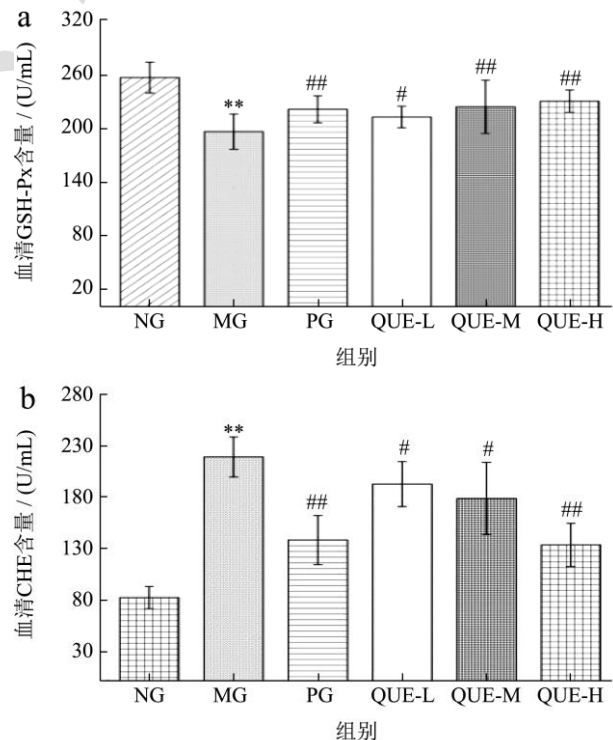 a
320
260
200
140
80
20
血清GSH-Px含量 / (U/mL)
**
##
#
##
##
NG MG PG QUE-L QUE-M QUE-H
组别
b
280
230
180
130
80
30
血清CHE含量 / (U/mL)
**
##
#
#
##
NG MG PG QUE-L QUE-M QUE-H
组别